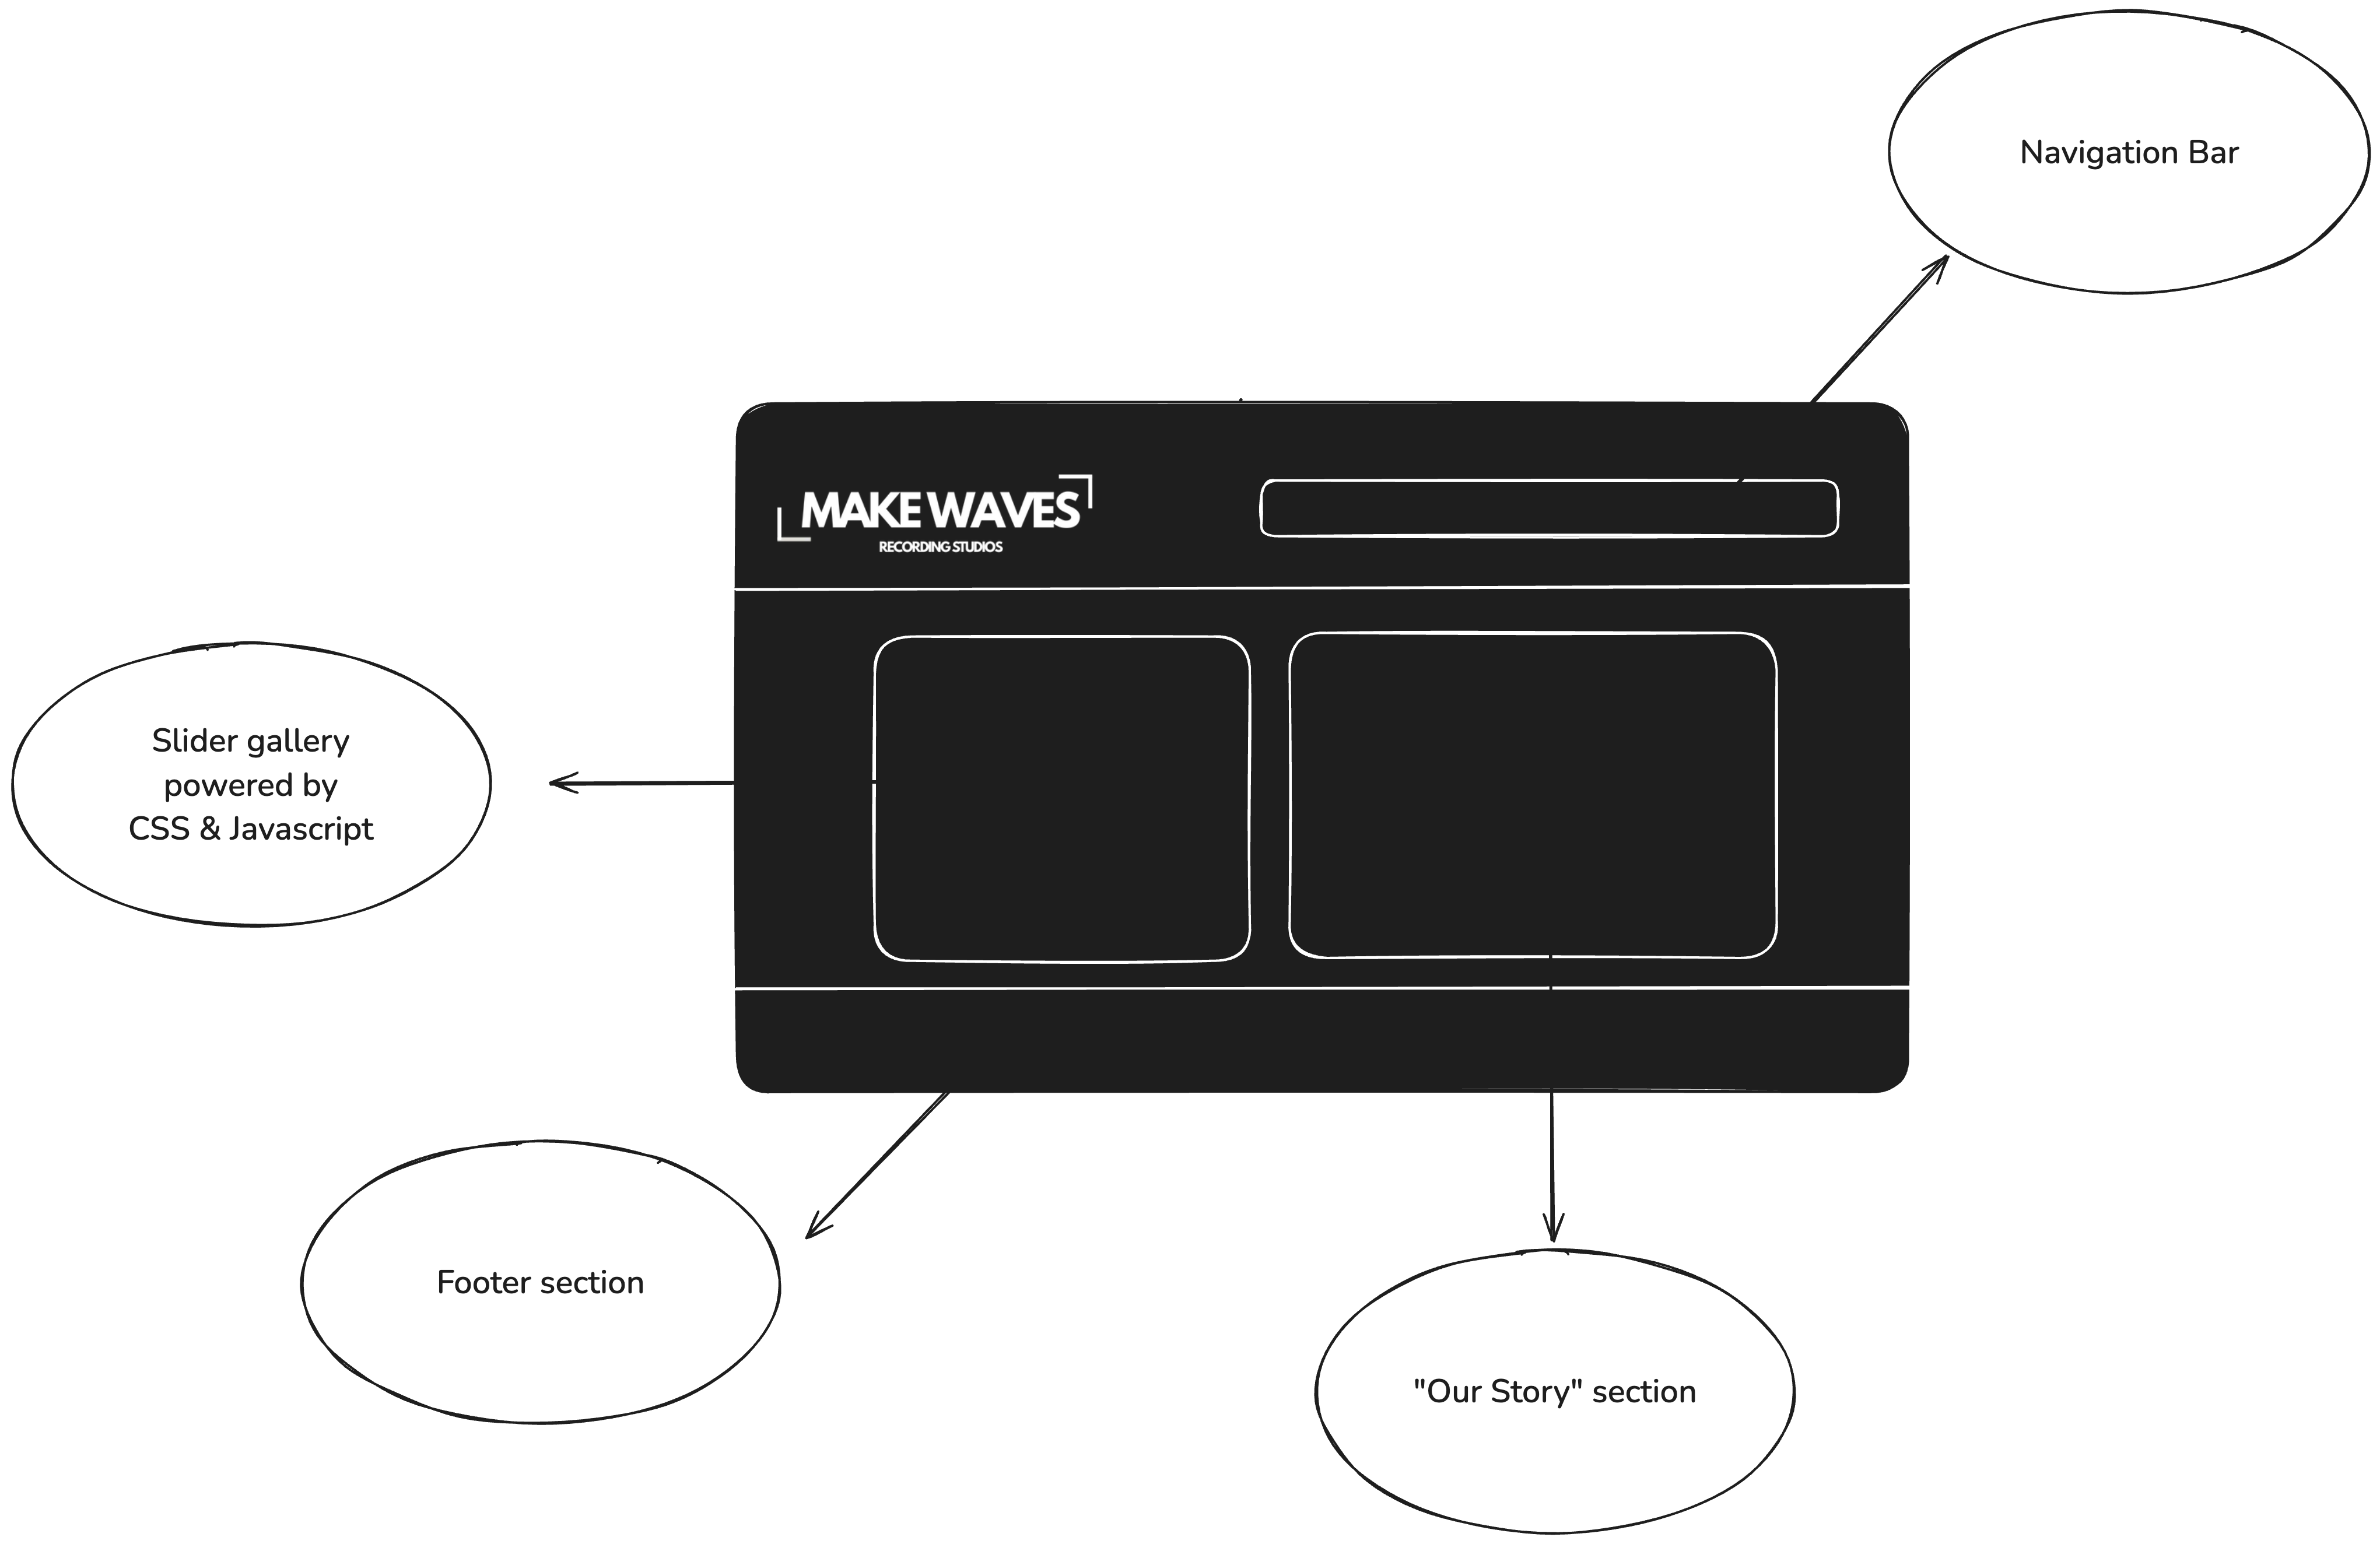 Navigation Bar
MAKE WAVES
RECORDING STUDIOS
Slider gallery
powered by
CSS & Javascript
Footer section
"Our Story" section